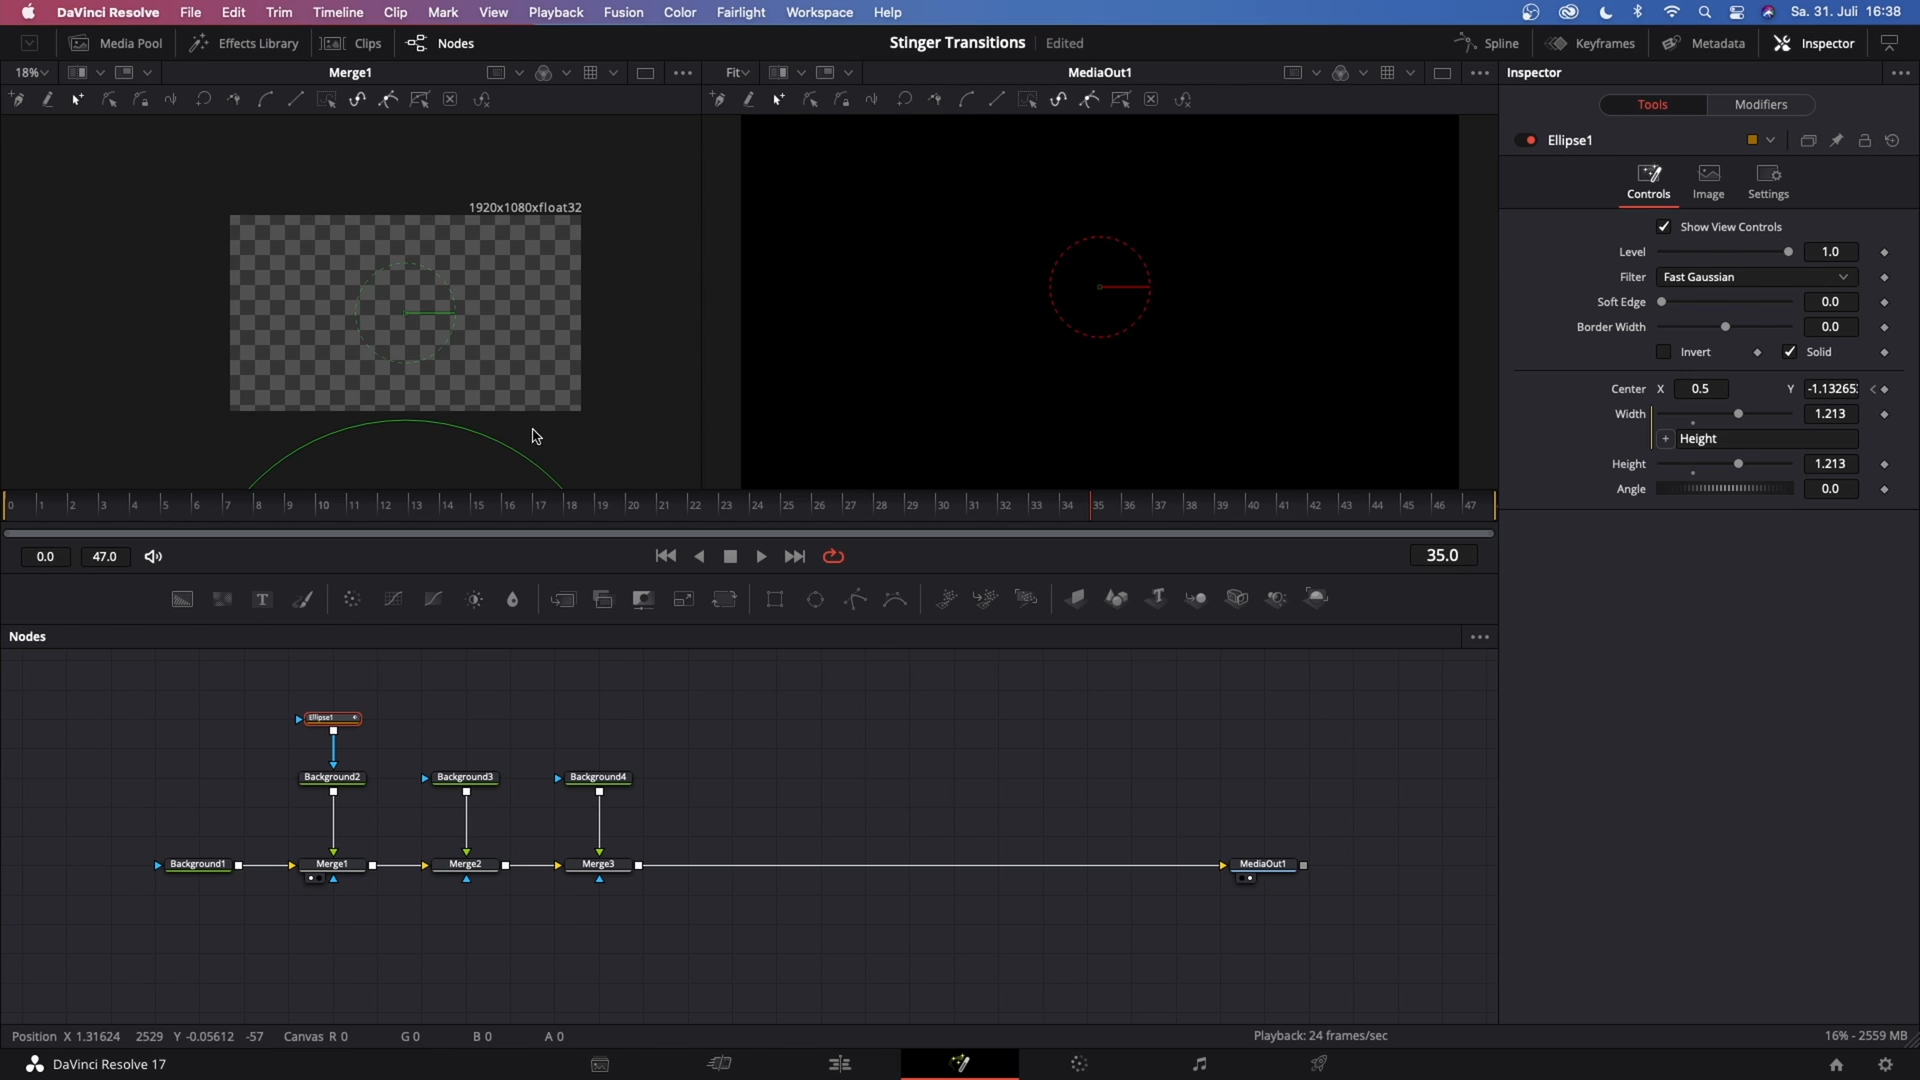 DaVinci Resolve File Edit Trim Timeline Clip Mark View Playback Fusion Color Fairlight Workspace Help Sa. 31. Juli 16:38
Media Pool Effects Library Clips Nodes Stinger Transitions Edited Spline Keyframes Metadata Inspector
18% Merge1 Fit MediaOut1 Inspector
Tools Modifiers
Ellipse1
Controls Image Settings
1920x1080xfloat32
Show View Controls
Level 1.0
Filter Fast Gaussian
Soft Edge 0.0
Border Width 0.0
Invert Solid
Center X 0.5 Y -1.13265
Width 1.213
Height
Height 1.213
Angle 0.0
0 1 2 3 4 5 6 7 8 9 10 11 12 13 14 15 16 17 18 19 20 21 22 23 24 25 26 27 28 29 30 31 32 33 34 35 36 37 38 39 40 41 42 43 44 45 46 47
0.0 47.0 35.0
Nodes
Ellipse1
Background2 Background3 Background4
Background1 Merge1 Merge2 Merge3 MediaOut1
Position X 1.31624 2529 Y -0.05612 -57 Canvas R 0 G 0 B 0 A 0 Playback: 24 frames/sec 16% - 2559 MB
DaVinci Resolve 17